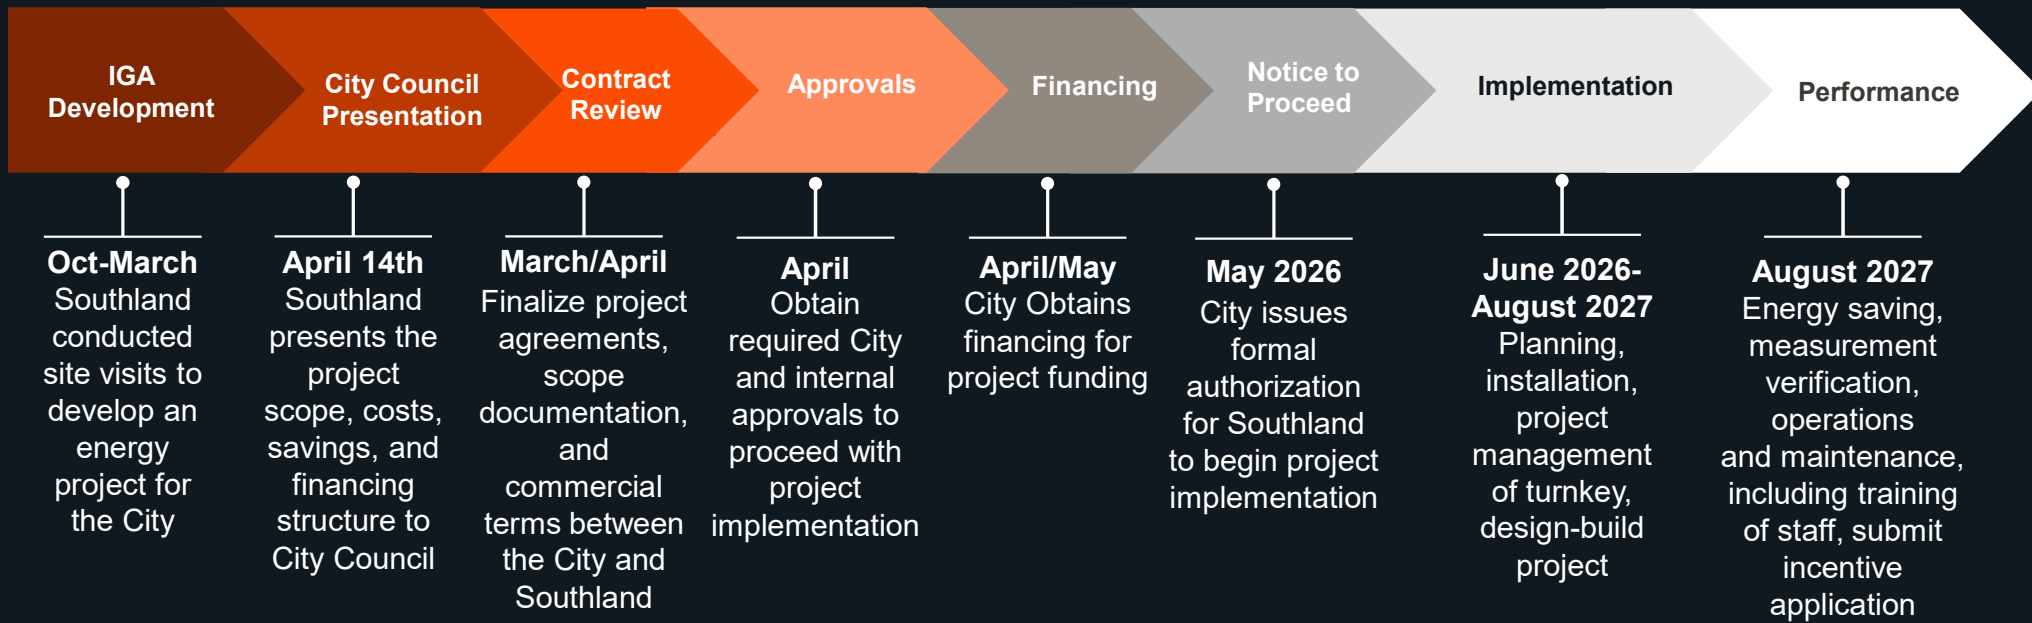 IGA
Development
City Council
Presentation
Contract
Review
Approvals
Financing
Notice to
Proceed
Implementation
Performance
Oct-March
Southland
conducted
site visits to
develop an
energy
project for
the City
April 14th
Southland
presents the
project
scope, costs,
savings, and
financing
structure to
City Council
March/April
Finalize project
agreements,
scope
documentation,
and
commercial
terms between
the City and
Southland
April
Obtain
required City
and internal
approvals to
proceed with
project
implementation
April/May
City Obtains
financing for
project funding
May 2026
City issues
formal
authorization
for Southland
to begin project
implementation
June 2026-
August 2027
Planning,
installation,
project
management
of turnkey,
design-build
project
August 2027
Energy saving,
measurement
verification,
operations
and maintenance,
including training
of staff, submit
incentive
application